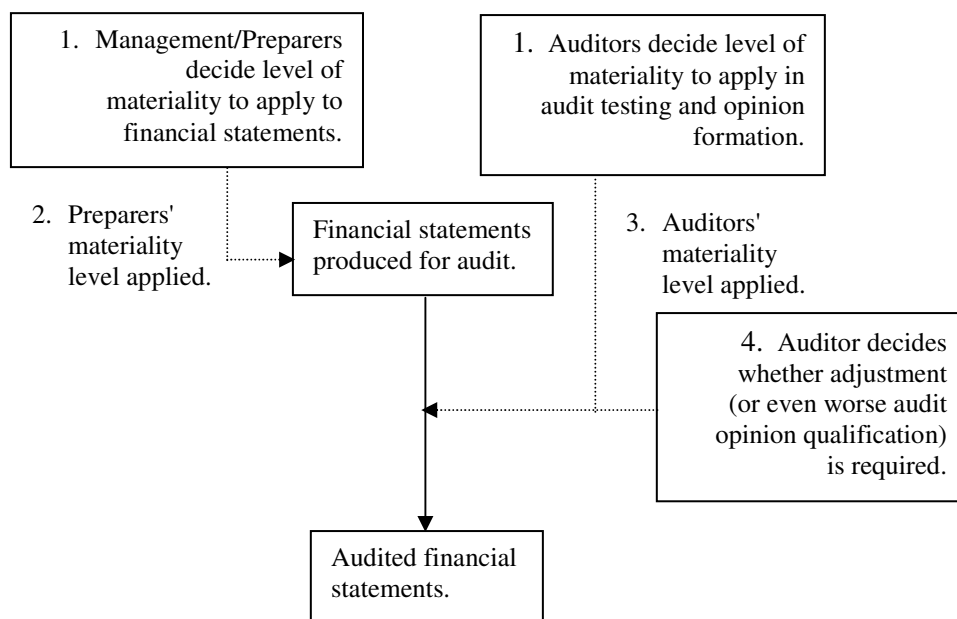 1. Management/Preparers
decide level of
materiality to apply to
financial statements.
1. Auditors decide level of
materiality to apply in
audit testing and opinion
formation.
2. Preparers'
materiality
level applied.
Financial statements
produced for audit.
3. Auditors'
materiality
level applied.
4. Auditor decides
whether adjustment
(or even worse audit
opinion qualification)
is required.
Audited financial
statements.